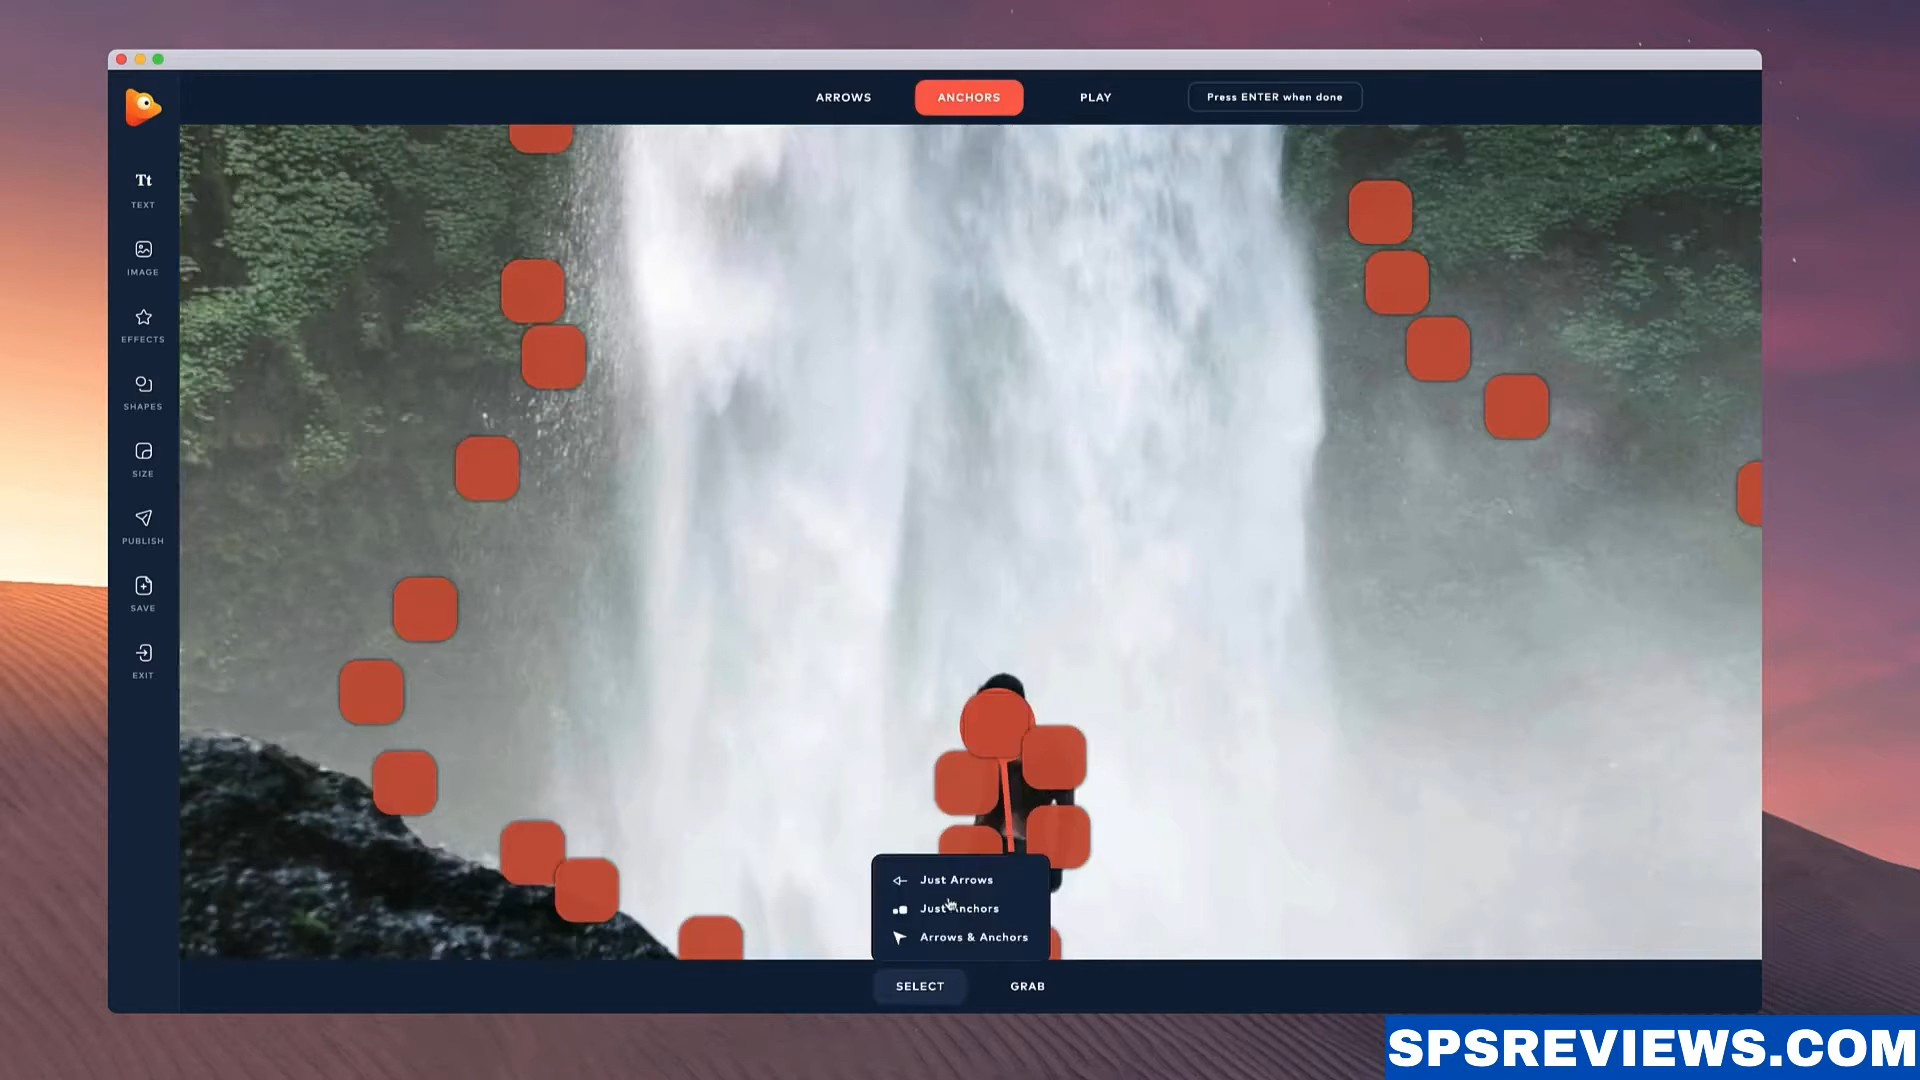 ARROWS
ANCHORS
PLAY
Press ENTER when done
Tt
TEXT
IMAGE
EFFECTS
SHAPES
SIZE
PUBLISH
SAVE
EXIT
Just Arrows
Just Anchors
Arrows & Anchors
SELECT
GRAB
SPSREVIEWS.COM